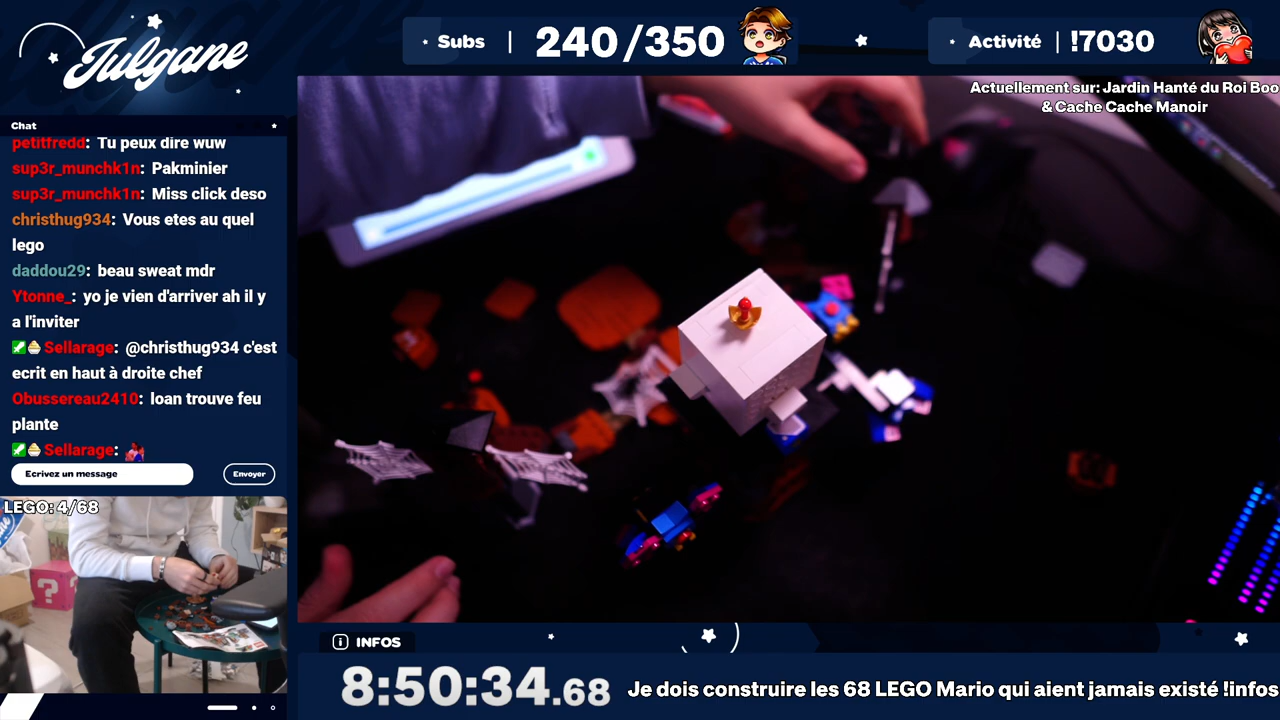 Julgane
Subs | 240/350
Activité | !7030
Actuellement sur: Jardin Hanté du Roi Boo
& Cache Cache Manoir
Chat
petitfredd: Tu peux dire wuw
sup3r_munchk1n: Pakminier
sup3r_munchk1n: Miss click deso
christhug934: Vous etes au quel
lego
daddou29: beau sweat mdr
Ytonne_: yo je vien d'arriver ah il y
a l'inviter
Sellarage: @christhug934 c'est
ecrit en haut à droite chef
Obussereau2410: loan trouve feu
plante
Sellarage:
Ecrivez un message
Envoyer
LEGO: 4/68
?
INFOS
8:50:34.68
Je dois construire les 68 LEGO Mario qui aient jamais existé !infos